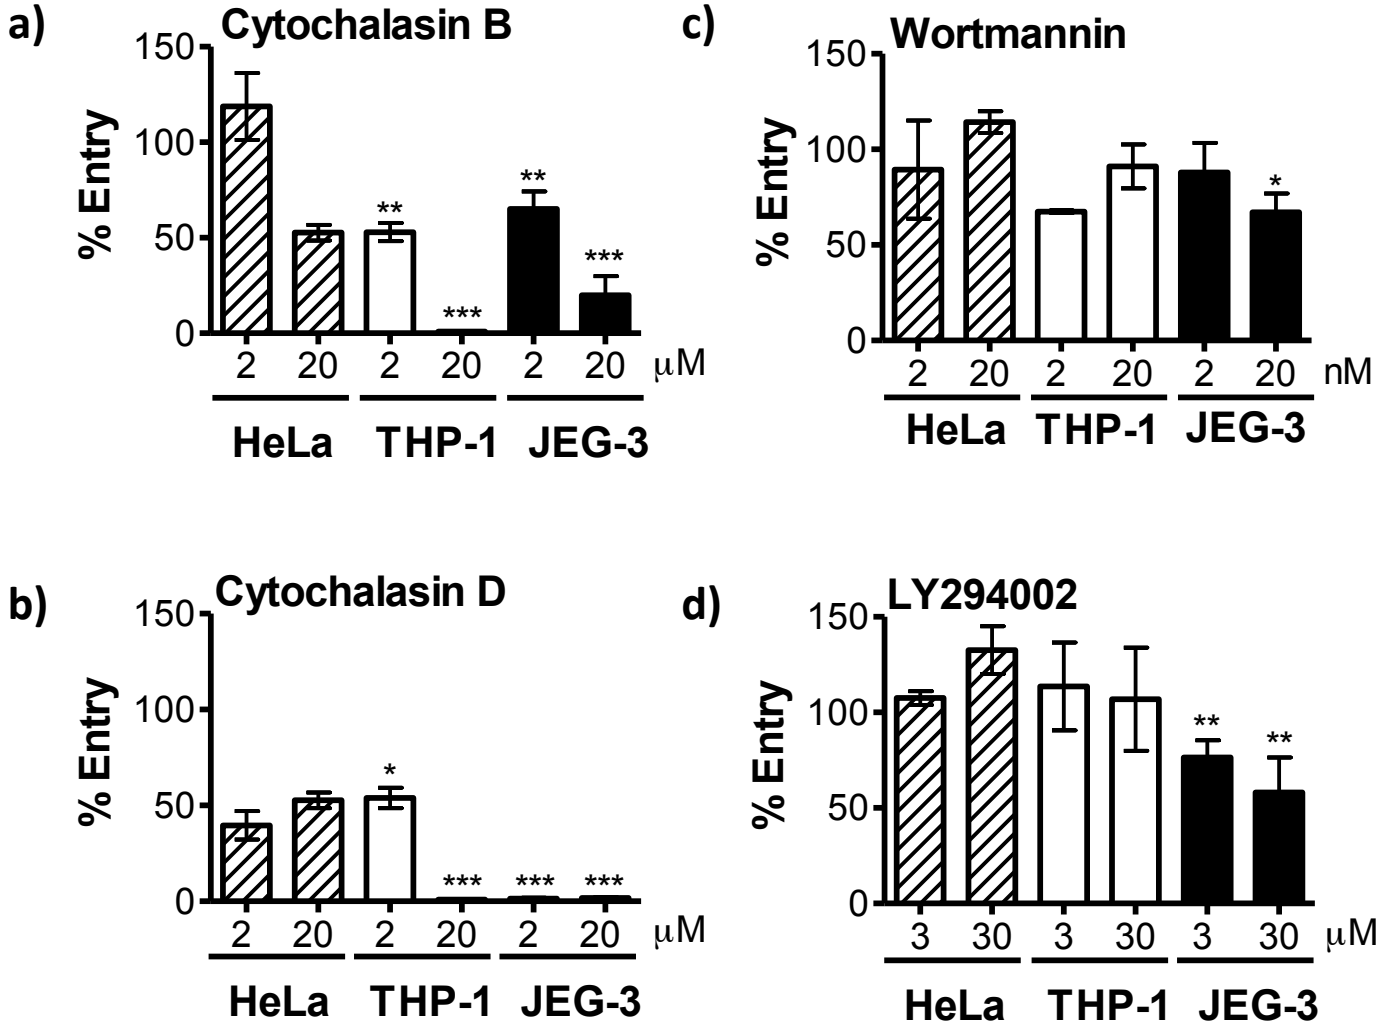 a)
Cytochalasin B
% Entry
150
100
50
0
** *** ** ***
2 20 2 20 2 20 μM
HeLa THP-1 JEG-3
c)
Wortmannin
% Entry
150
100
50
0
*
2 20 2 20 2 20 nM
HeLa THP-1 JEG-3
b)
Cytochalasin D
% Entry
150
100
50
0
* *** *** ***
2 20 2 20 2 20 μM
HeLa THP-1 JEG-3
d)
LY294002
% Entry
150
100
50
0
** **
3 30 3 30 3 30 μM
HeLa THP-1 JEG-3